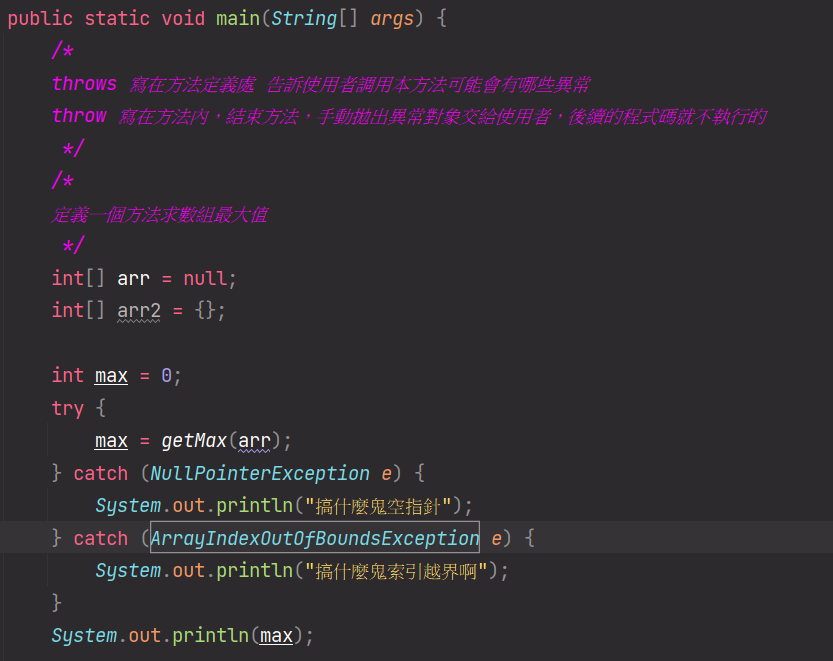 public static void main(String[] args) {
/*
throws 寫在方法定義處 告訴使用者調用本方法可能會有哪些異常
throw 寫在方法內，結束方法，手動拋出異常對象交給使用者，後續的程式碼就不執行的
*/
/*
定義一個方法求數組最大值
*/
int[] arr = null;
int[] arr2 = {};
int max = 0;
try {
max = getMax(arr);
} catch (NullPointerException e) {
System.out.println("搞什麼鬼空指針");
} catch (ArrayIndexOutOfBoundsException e) {
System.out.println("搞什麼鬼索引越界啊");
}
System.out.println(max);